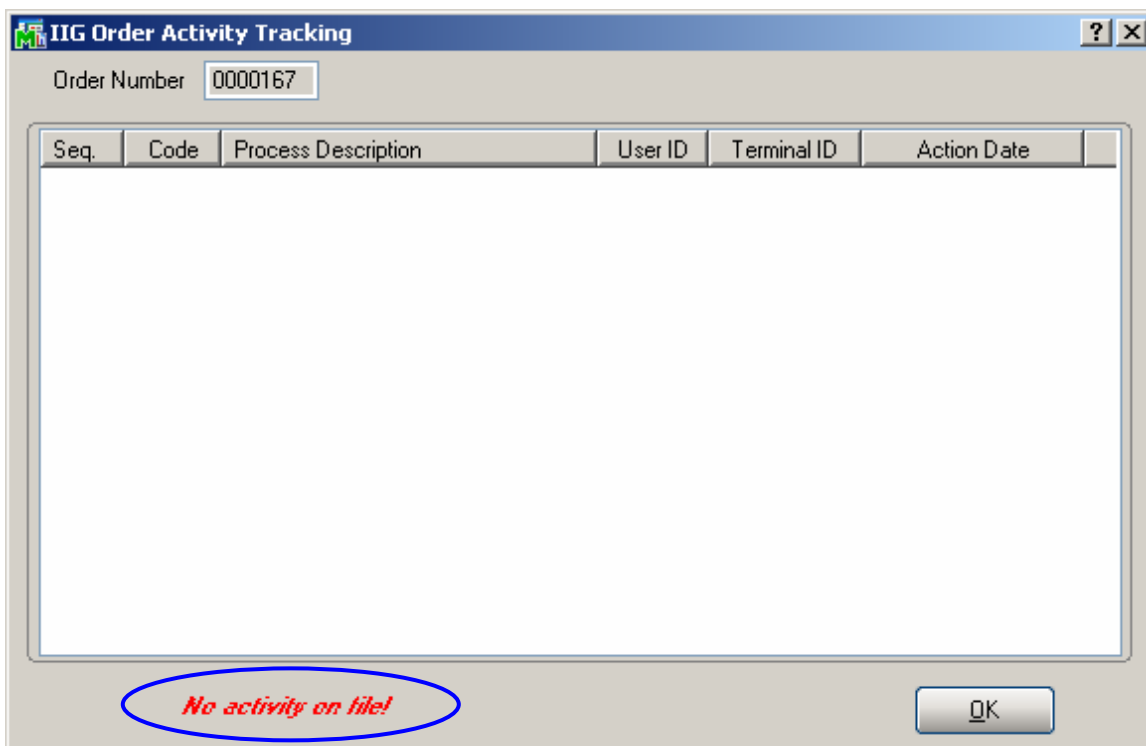 IIG Order Activity Tracking
Order Number 0000167
Seq. Code Process Description User ID Terminal ID Action Date
No activity on file!
OK